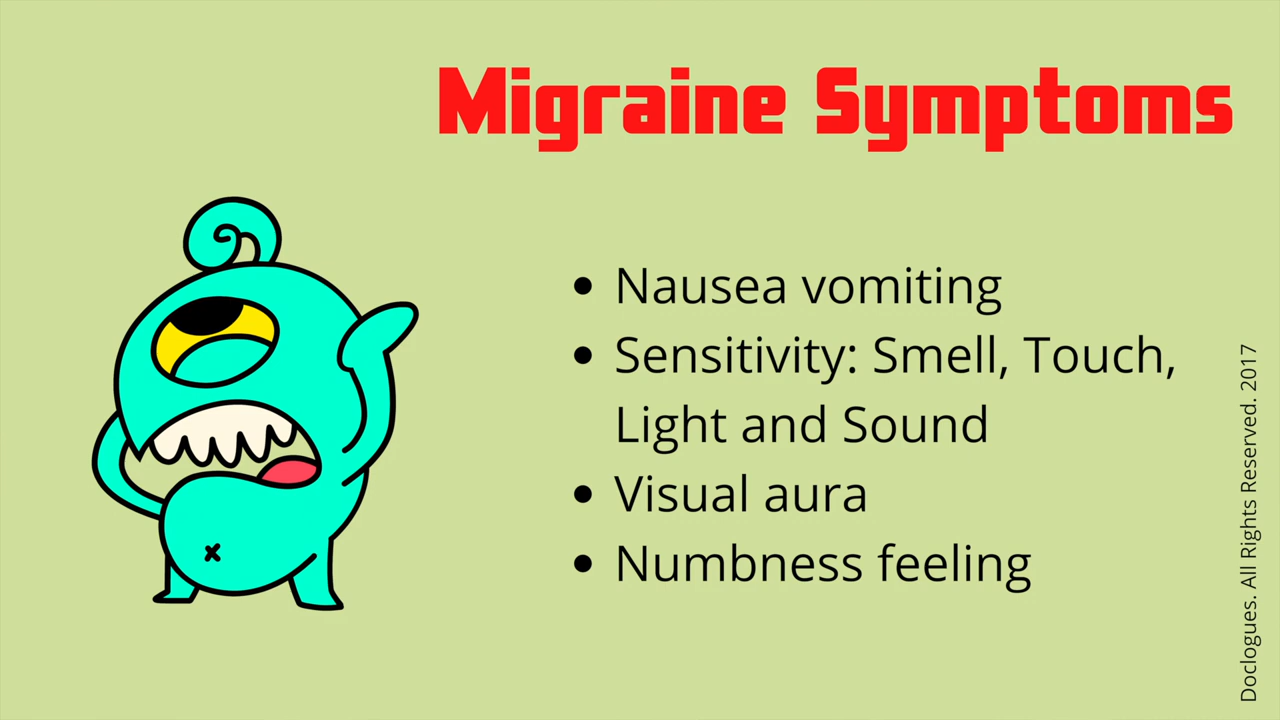 Migraine Symptoms
• Nausea vomiting
• Sensitivity: Smell, Touch,
Light and Sound
• Visual aura
• Numbness feeling
Doclogues. All Rights Reserved. 2017